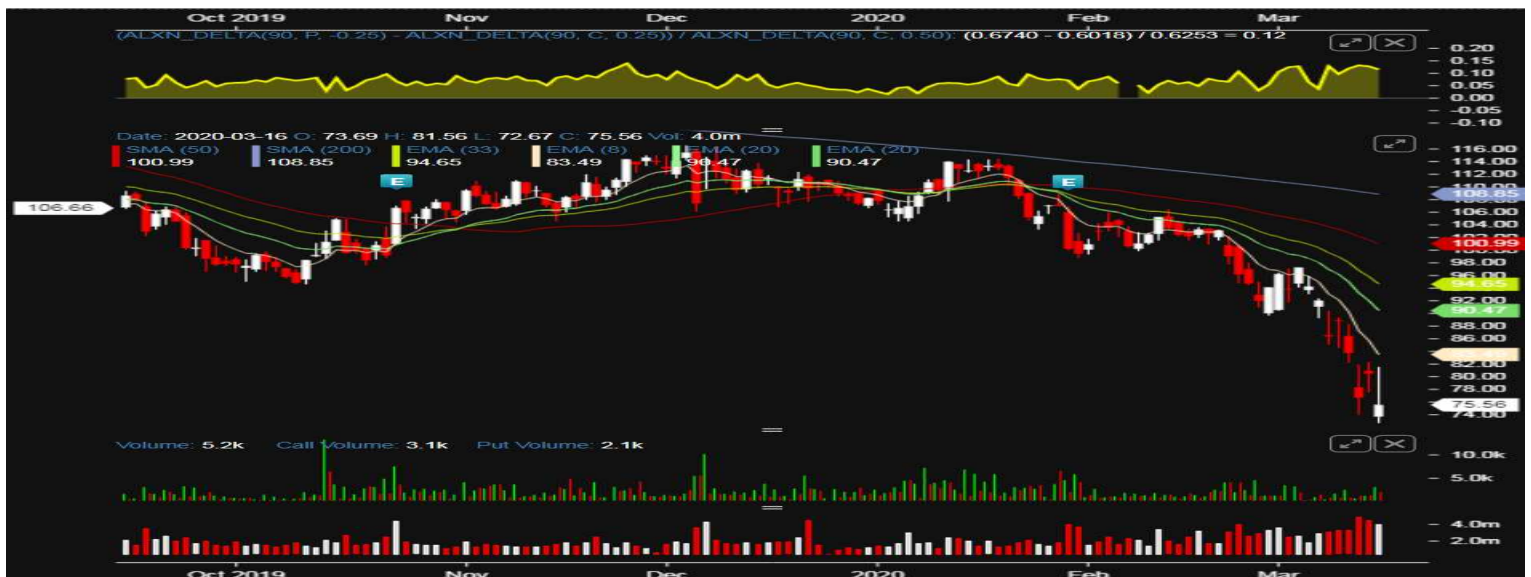 Oct 2019 Nov Dec 2020 Feb Mar
(ALXN_DELTA(90, P, -0.25) - ALXN_DELTA(90, C, 0.25)) / ALXN_DELTA(90, C, 0.50): (0.6740 - 0.6018) / 0.6253 = 0.12
0.20
0.15
0.10
0.05
0.00
-0.05
-0.10
Date: 2020-03-16 O: 73.69 H: 81.56 L: 72.67 C: 75.56 Vol: 4.0m
SMA (50) SMA (200) EMA (33) EMA (8) EMA (20) EMA (20)
100.99 108.85 94.65 83.49 90.47 90.47
116.00
114.00
112.00
E E
108.85
106.66
106.00
104.00
100.99
98.00
96.00
94.65
92.00
90.47
88.00
86.00
83.49
82.00
80.00
78.00
75.56
74.00
Volume: 5.2k Call Volume: 3.1k Put Volume: 2.1k
10.0k
5.0k
4.0m
2.0m
Oct 2019 Nov Dec 2020 Feb Mar